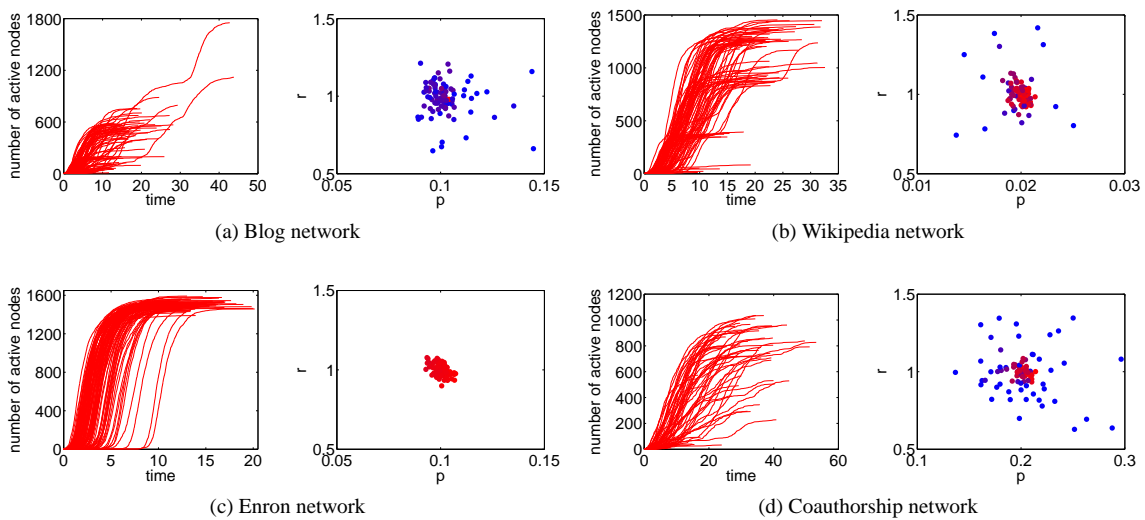 number of active nodes
1800
1200
600
0
0 10 20 30 40 50
time
r
1.5
1
0.5
0.05 0.1 0.15
p
(a) Blog network
number of active nodes
1500
1000
500
0
0 5 10 15 20 25 30 35
time
r
1.5
1
0.5
0.01 0.02 0.03
p
(b) Wikipedia network
number of active nodes
1600
1200
800
400
0
0 5 10 15 20
time
r
1.5
1
0.5
0.05 0.1 0.15
p
(c) Enron network
number of active nodes
1200
1000
800
600
400
200
0
0 20 40 60
time
r
1.5
1
0.5
0.1 0.2 0.3
p
(d) Coauthorship network